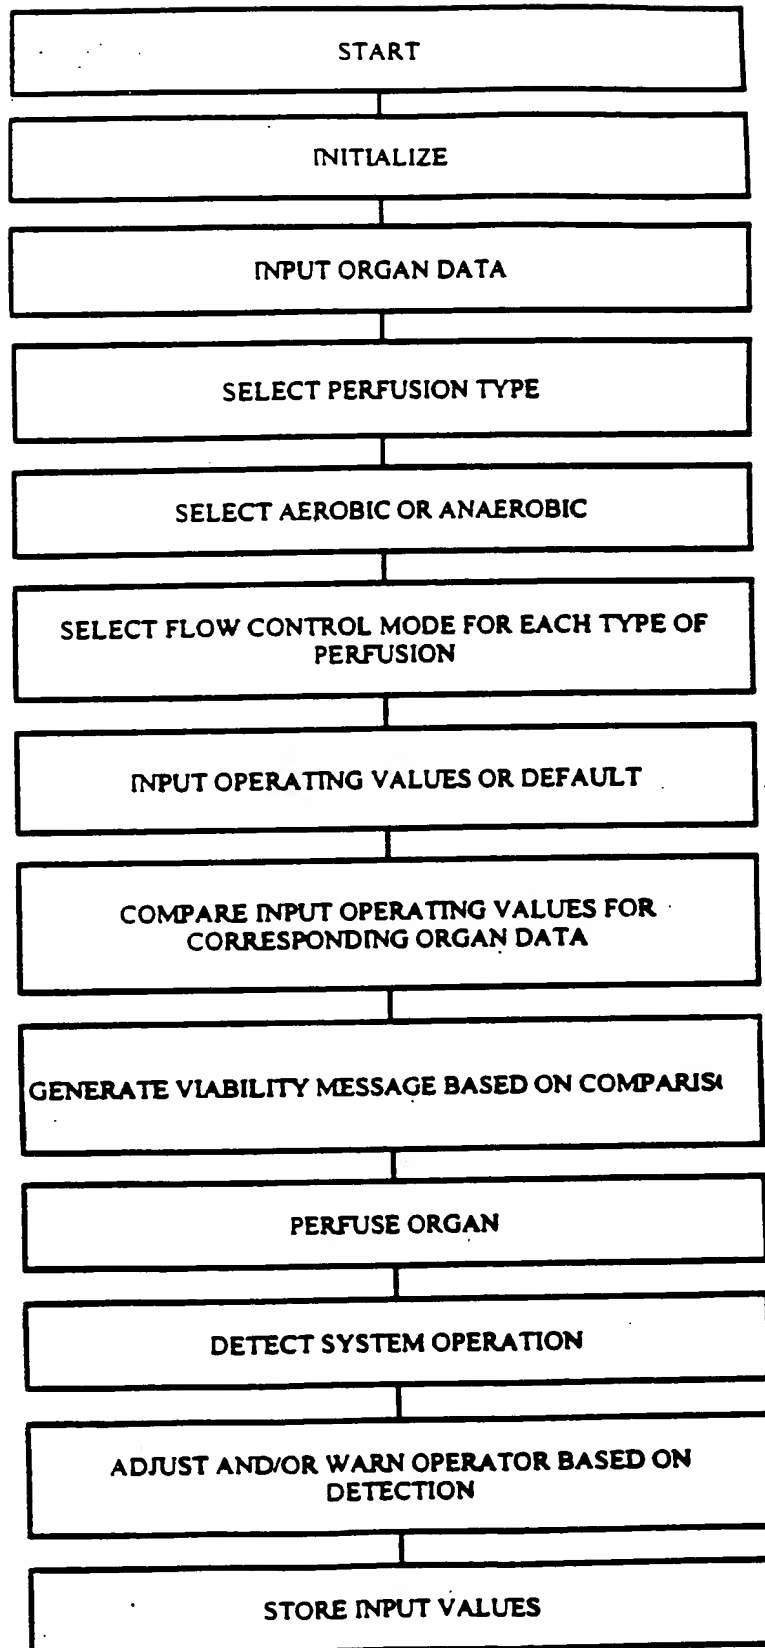 START
INITIALIZE
INPUT ORGAN DATA
SELECT PERFUSION TYPE
SELECT AEROBIC OR ANAEROBIC
SELECT FLOW CONTROL MODE FOR EACH TYPE OF
PERFUSION
INPUT OPERATING VALUES OR DEFAULT
COMPARE INPUT OPERATING VALUES FOR
CORRESPONDING ORGAN DATA
GENERATE VIABILITY MESSAGE BASED ON
PERFUSE ORGAN
DETECT SYSTEM OPERATION
ADJUST AND/OR WARN OPERATOR BASED ON
DETECTION
STORE INPUT VALUES